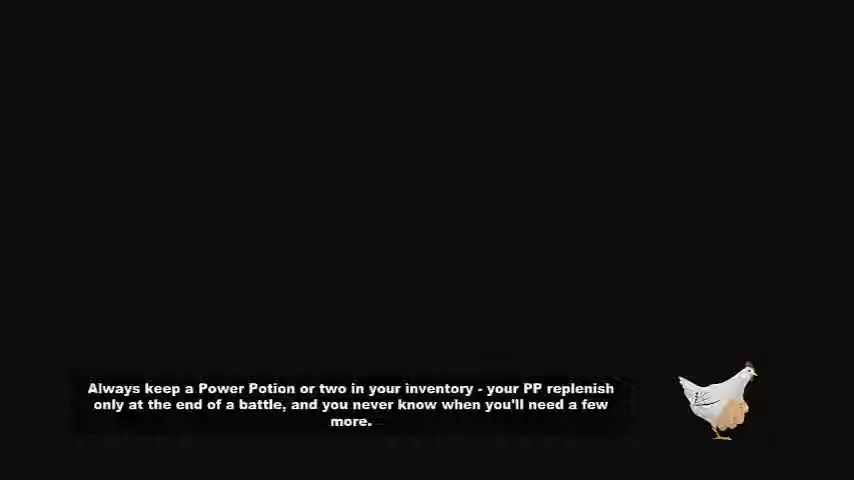 Always keep a Power Potion or two in your inventory - your PP replenish
only at the end of a battle, and you never know when you'll need a few
more.